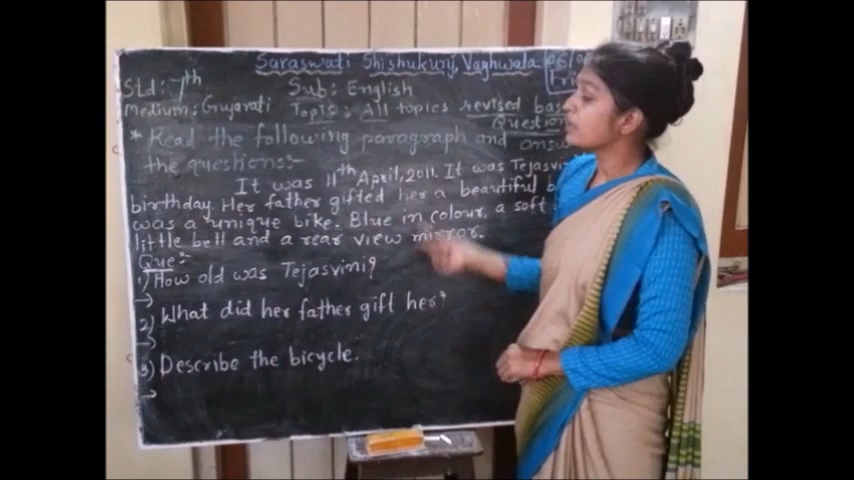 Saraswati Shishukunj, Vaghwala
Std: 7th Sub: English
Medium: Gujarati Topic: All topics revised
Question
* Read the following paragraph and
the questions:-
It was 11th April, 2011. It was
birthday. Her father gifted her a beautiful
was a unique bike. Blue in colour, a soft
little bell and a rear view mirror.
Que:-
1) How old was Tejasvini?
→
2) What did her father gift her?
→
3) Describe the bicycle.
→